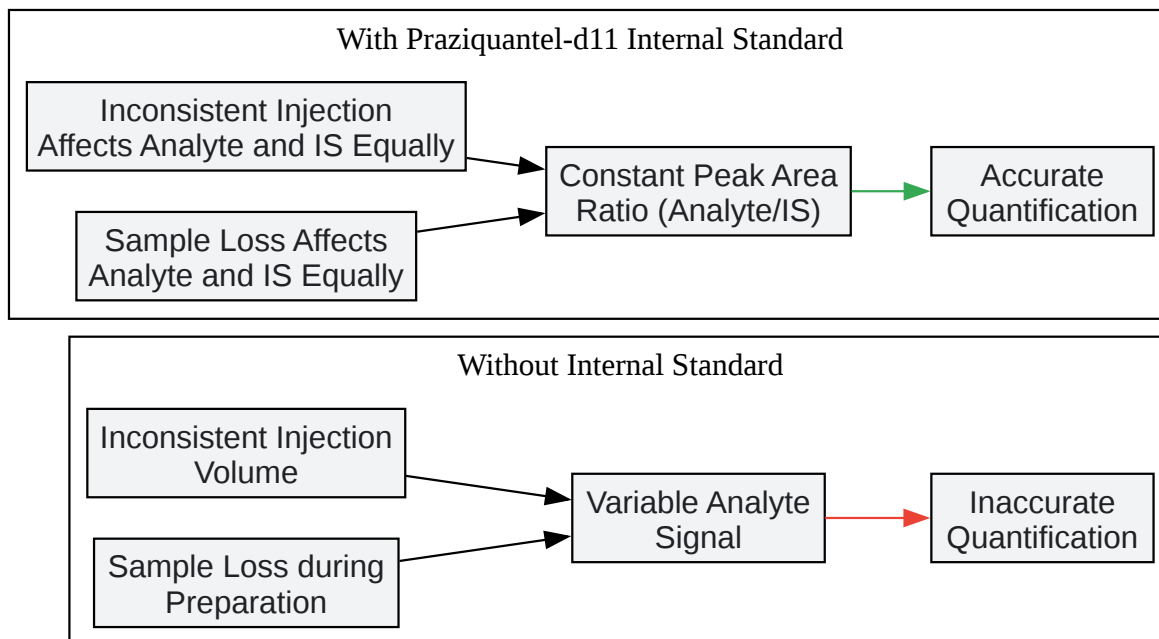 With Praziquantel-d11 Internal Standard
Inconsistent Injection
Affects Analyte and IS Equally
Sample Loss Affects
Analyte and IS Equally
Constant Peak Area
Ratio (Analyte/IS)
Accurate
Quantification
Without Internal Standard
Inconsistent Injection
Volume
Sample Loss during
Preparation
Variable Analyte
Signal
Inaccurate
Quantification